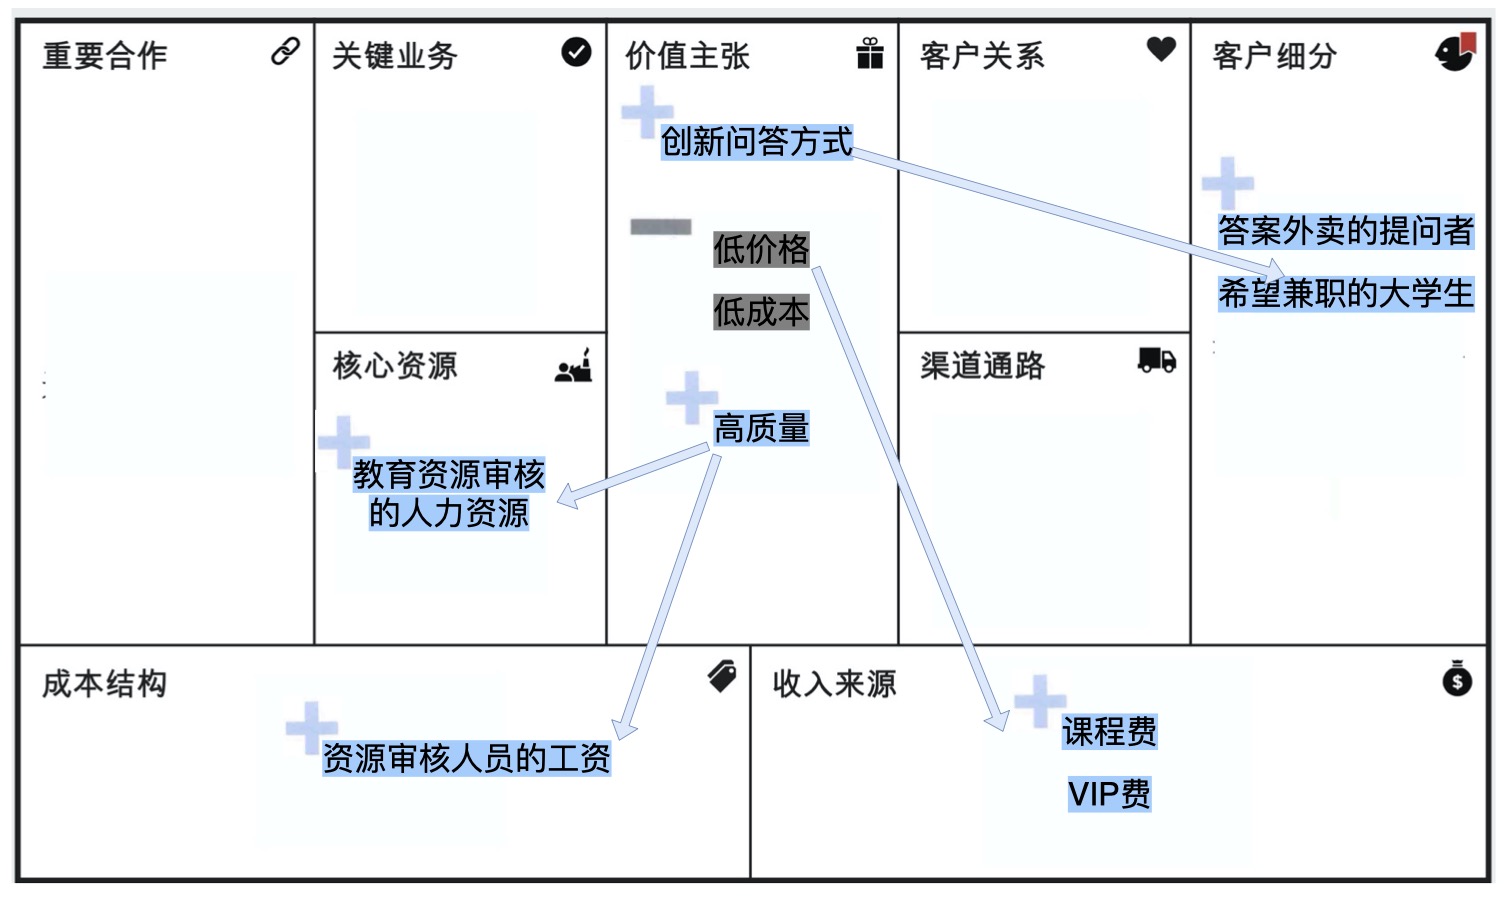 重要合作
关键业务
价值主张
客户关系
客户细分
创新问答方式
答案外卖的提问者
希望兼职的大学生
低价格
低成本
高质量
核心资源
教育资源审核
的人力资源
渠道通路
成本结构
资源审核人员的工资
收入来源
$
课程费
VIP费